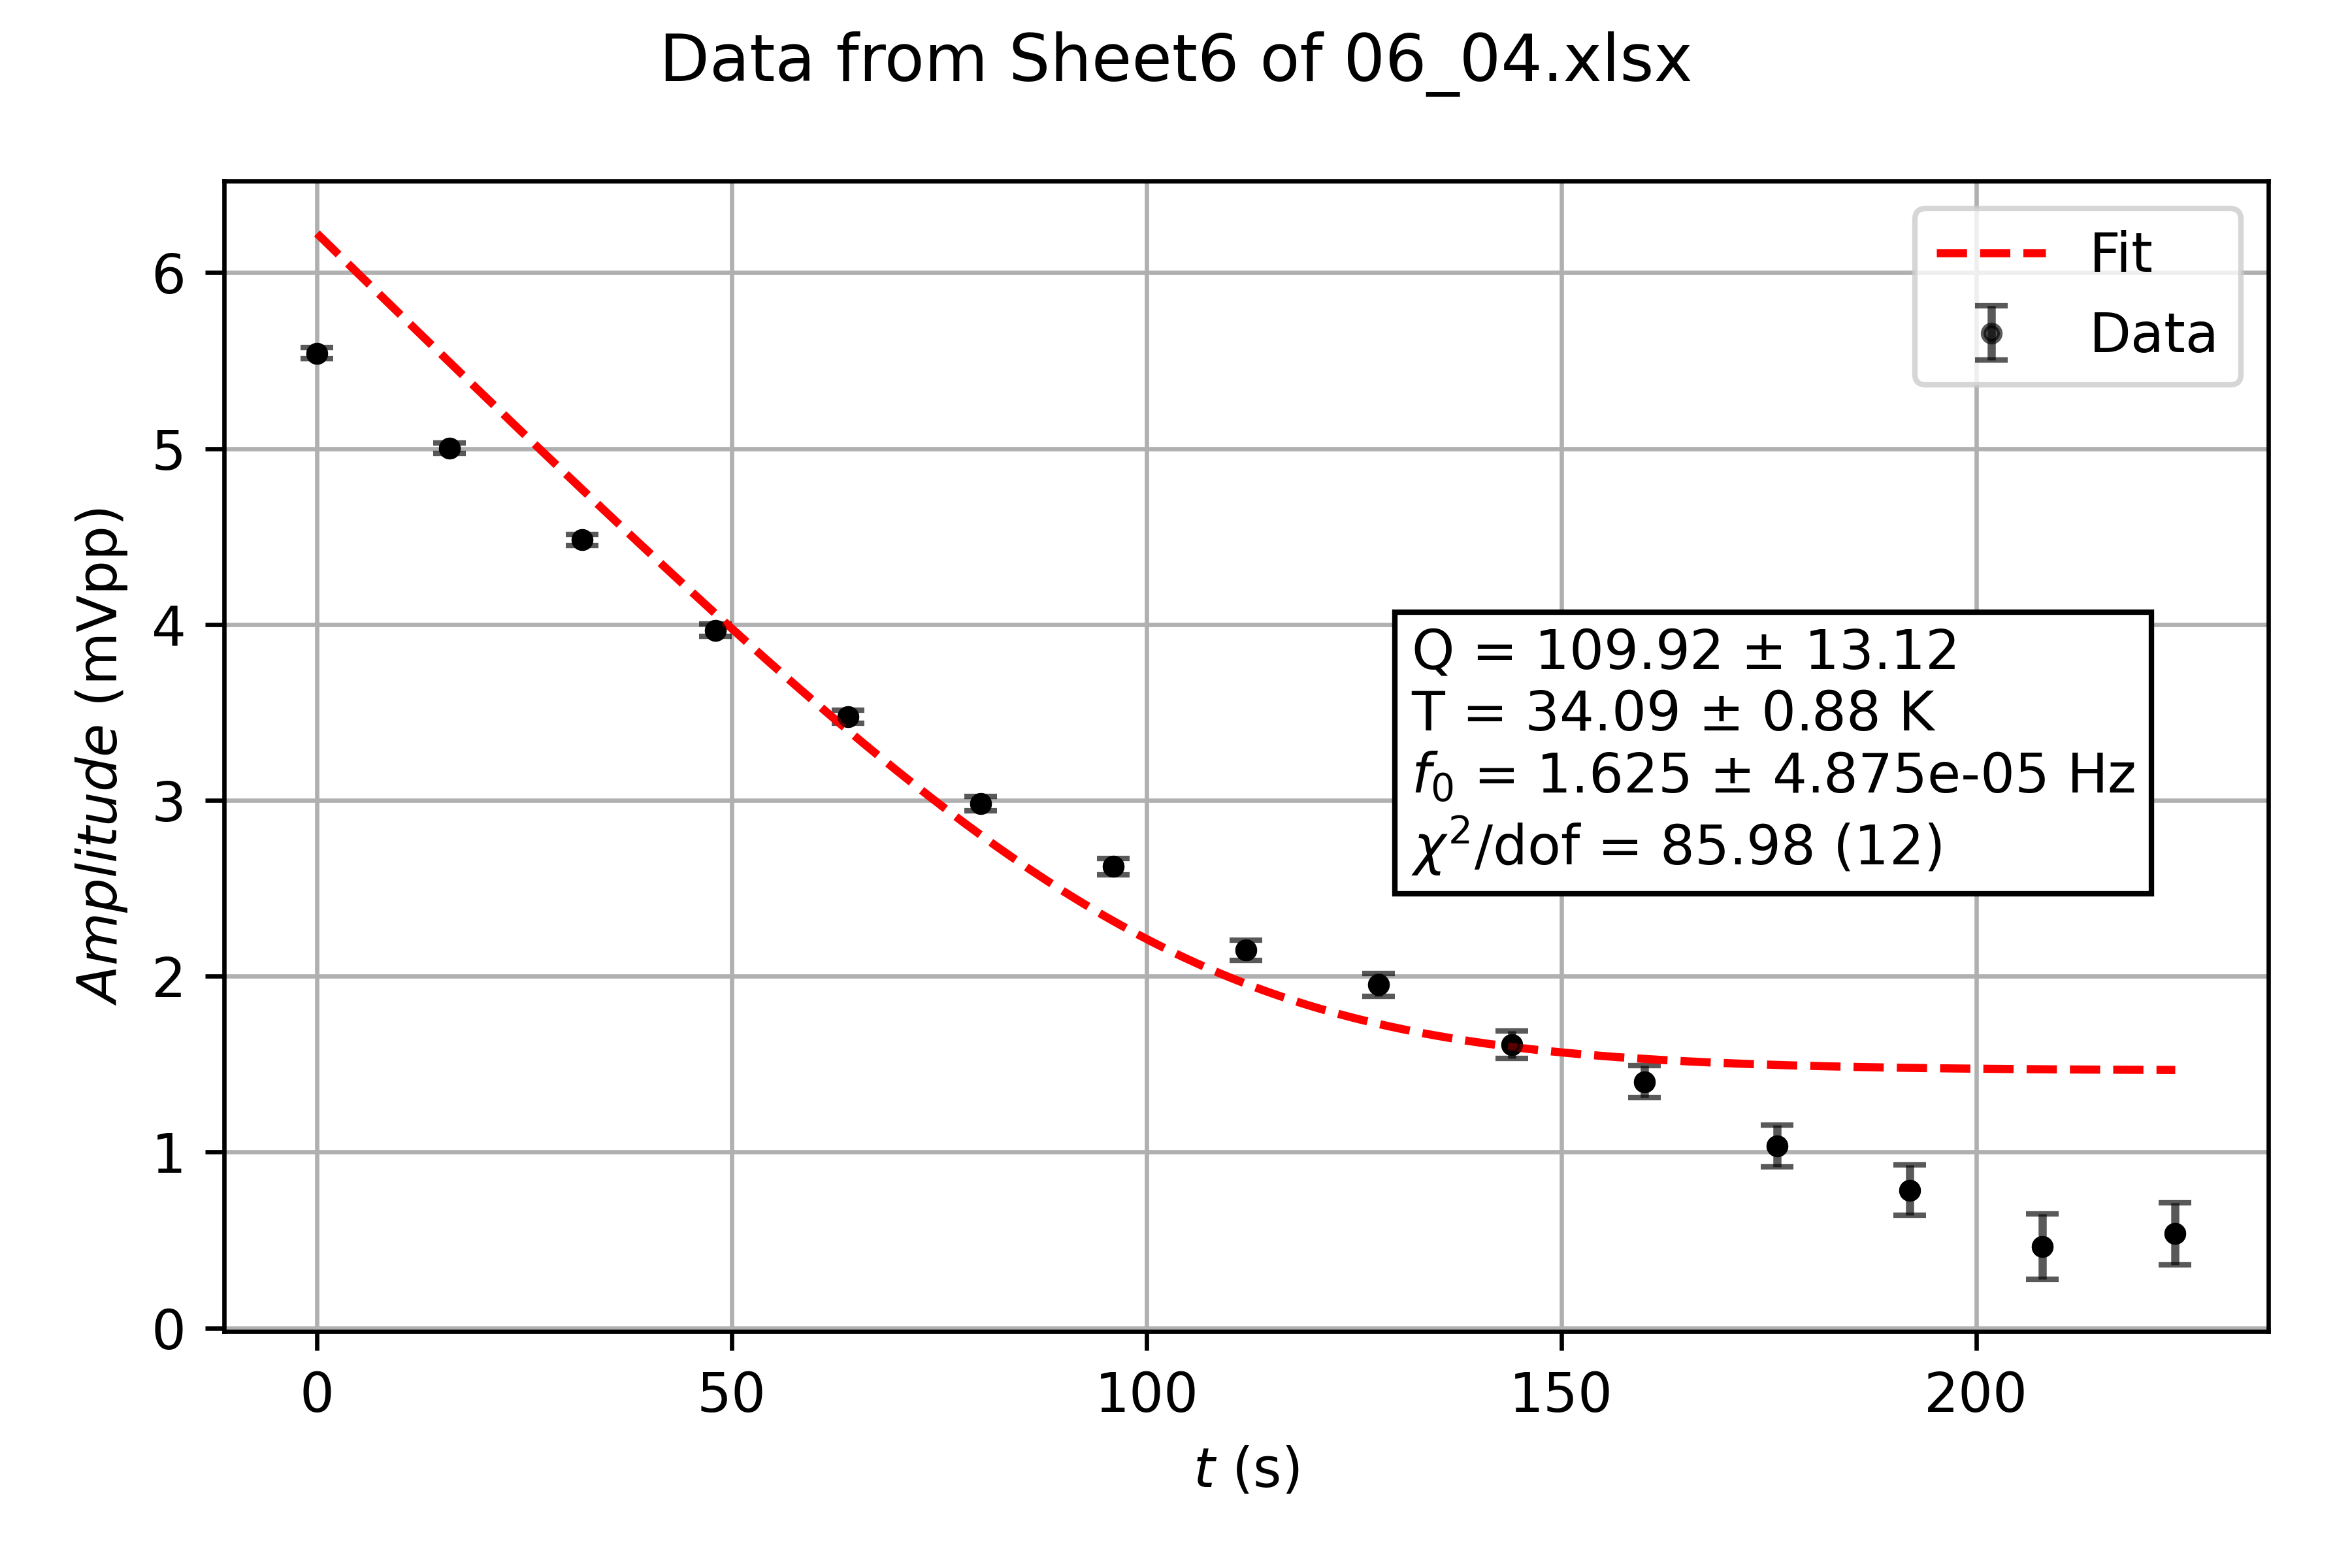 Data from Sheet6 of 06_04.xlsx
Fit
Data
6
5
4
3
2
1
0
Amplitude (mVpp)
Q = 109.92 ± 13.12
T = 34.09 ± 0.88 K
f₀ = 1.625 ± 4.875e-05 Hz
χ²/dof = 85.98 (12)
0 50 100 150 200
t (s)